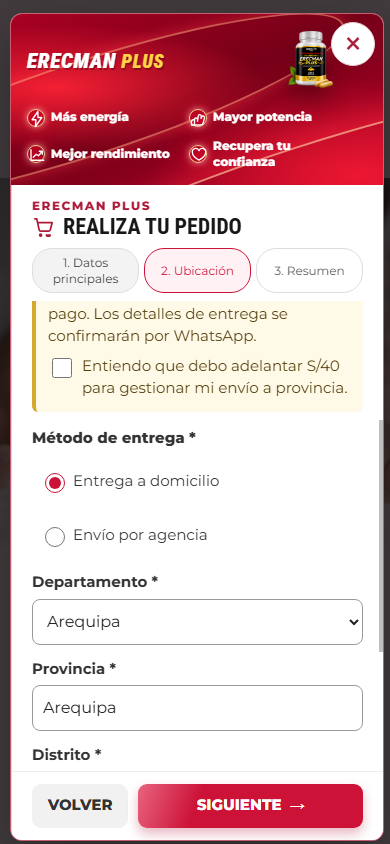 ERECMAN PLUS
Más energía
Mayor potencia
Mejor rendimiento
Recupera tu
confianza
ERECMAN PLUS
REALIZA TU PEDIDO
1. Datos
principales
2. Ubicación
3. Resumen
pago. Los detalles de entrega se
confirmarán por WhatsApp.
Entiendo que debo adelantar S/40
para gestionar mi envío a provincia.
Método de entrega *
Entrega a domicilio
Envío por agencia
Departamento *
Arequipa
Provincia *
Arequipa
Distrito *
VOLVER
SIGUIENTE →